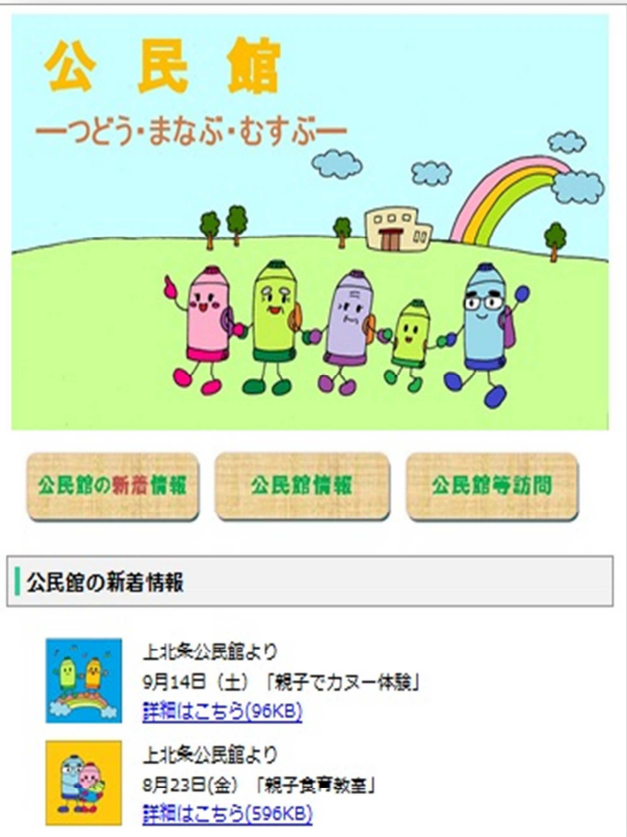 公民館
―つどう・まなぶ・むすぶ―
公民館の新着情報
公民館情報
公民館等訪問
公民館の新着情報
上北条公民館より
9月14日（土）「親子でカヌー体験」
詳細はこちら(96KB)
上北条公民館より
8月23日(金）「親子食育教室」
詳細はこちら(596KB)